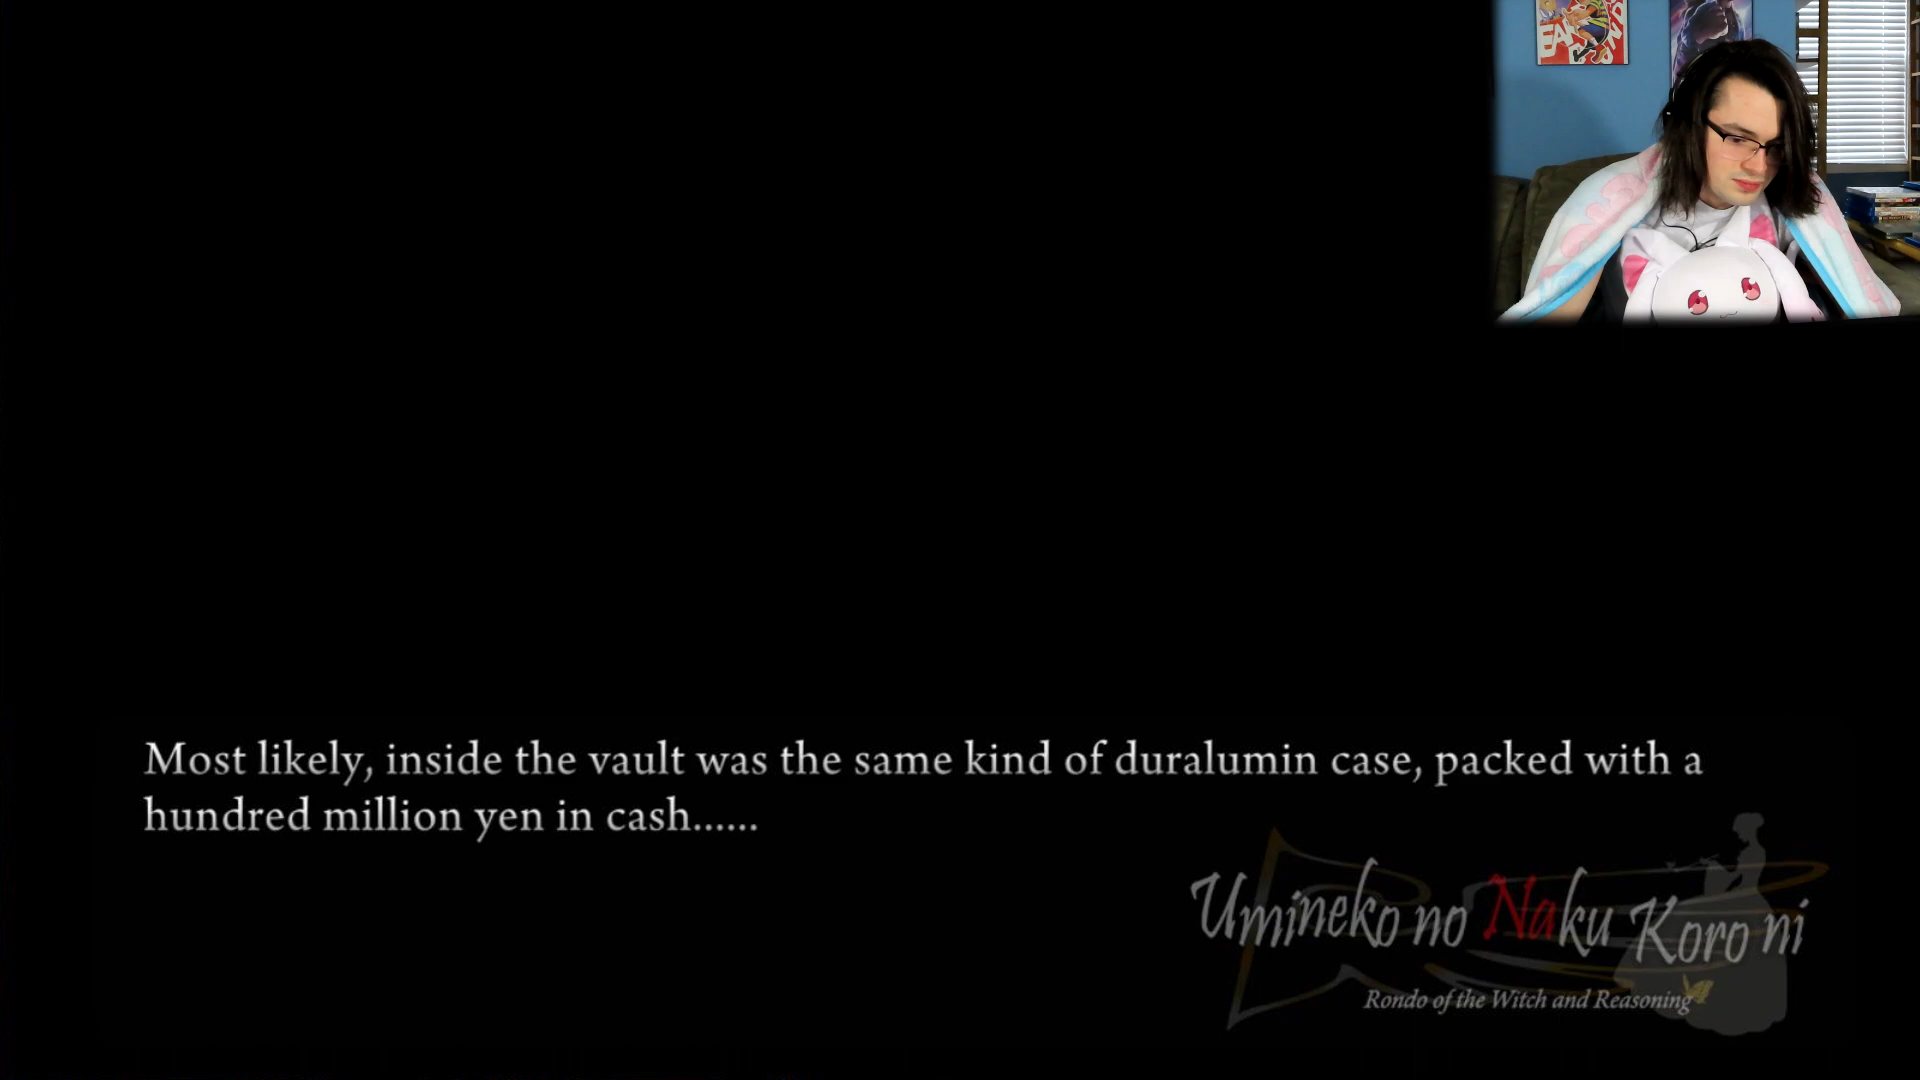 Most likely, inside the vault was the same kind of duralumin case, packed with a
hundred million yen in cash......
Umineko no Naku Koro ni
Rondo of the Witch and Reasoning